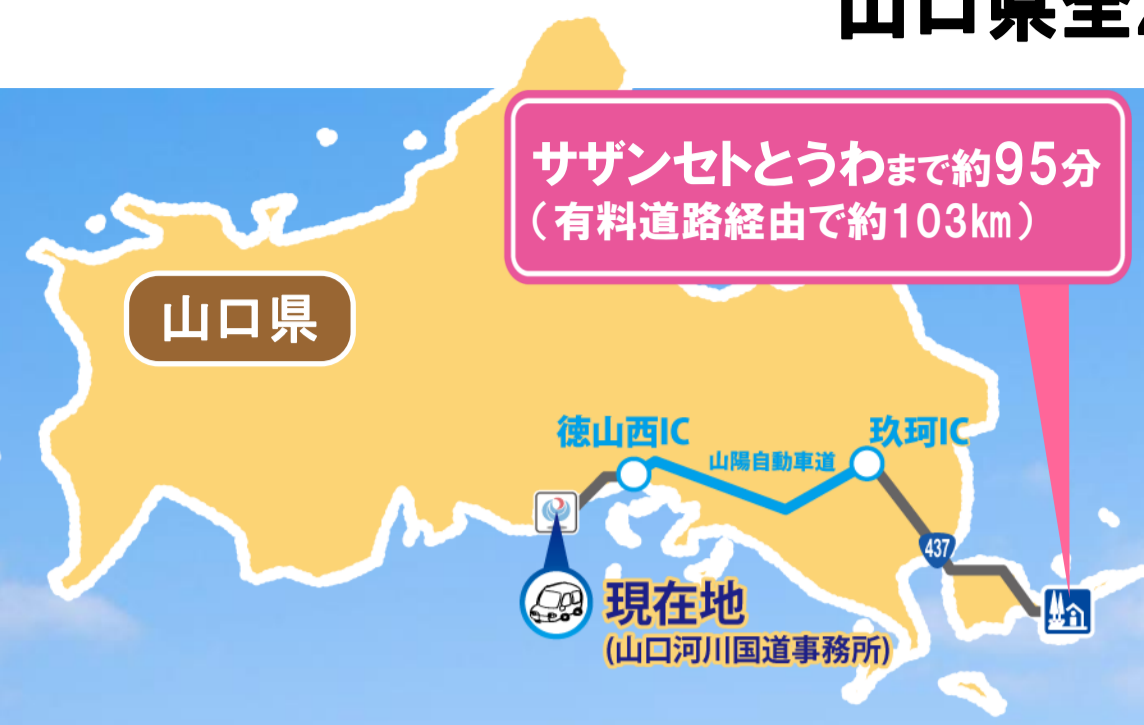 山口県全
サザンセトとうわまで約95分
（有料道路経由で約103km）
山口県
徳山西IC
玖珂IC
山陽自動車道
437
現在地
(山口河川国道事務所)